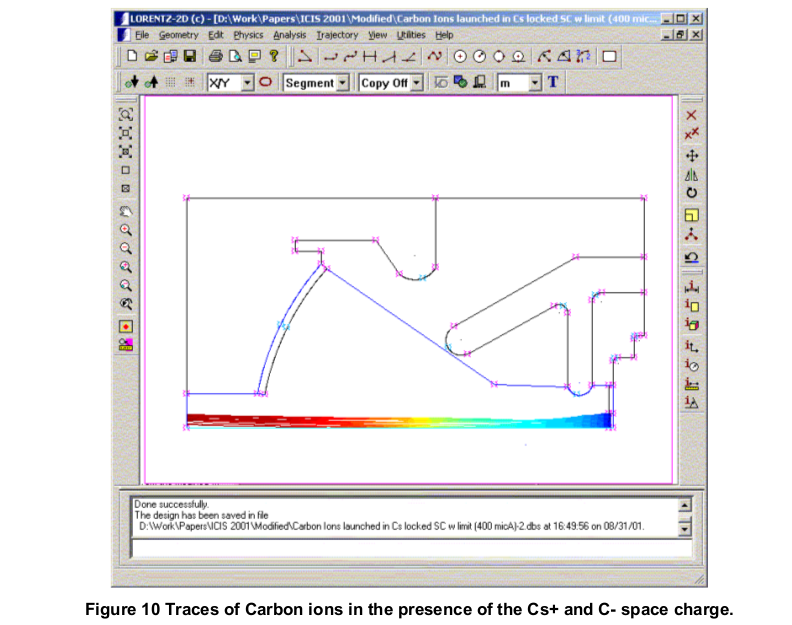 LORENTZ-2D (c) - [D:\Work\Papers\ICIS 2001\Modified\Carbon Ions launched in Cs locked SC w limit (400 mic...
File Geometry Edit Physics Analysis Trajectory View Utilities Help
X/Y Segment Copy Off m T
Done successfully.
The design has been saved in file
D:\Work\Papers\ICIS 2001\Modified\Carbon Ions launched in Cs locked SC w limit (400 micA)-2.dbs at 16:49:56 on 08/31/01.
Figure 10 Traces of Carbon ions in the presence of the Cs+ and C- space charge.